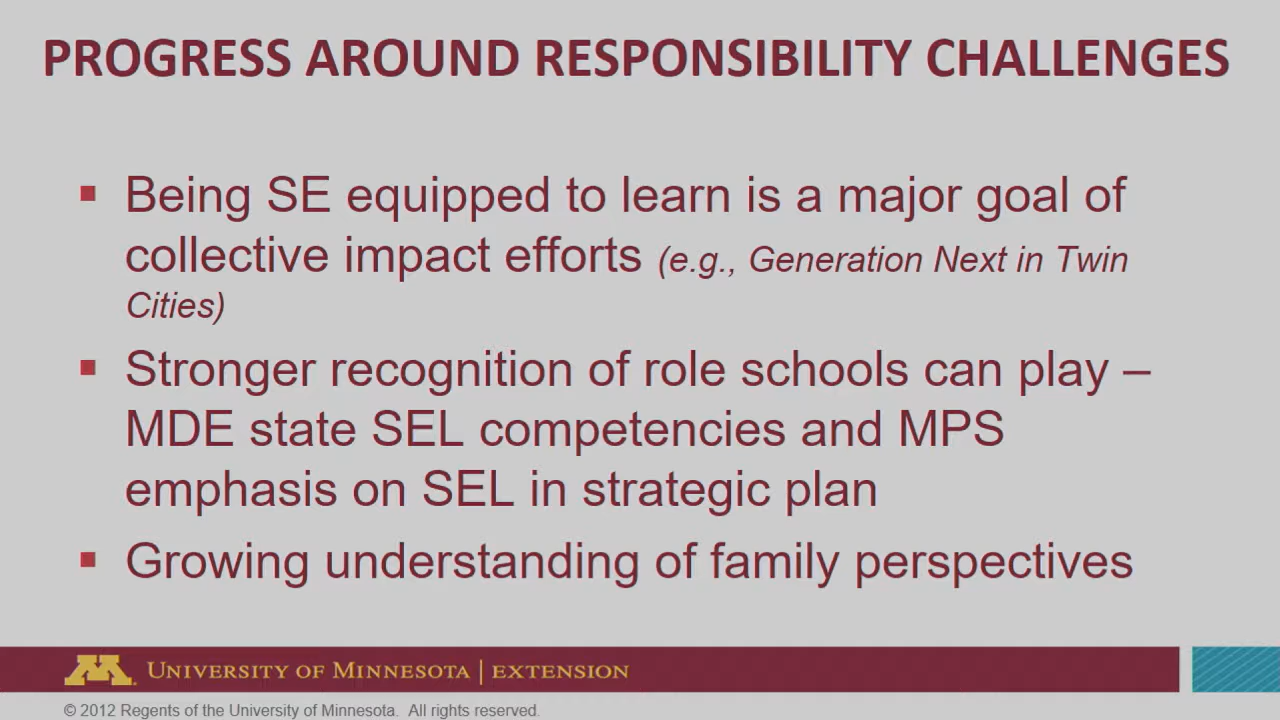 PROGRESS AROUND RESPONSIBILITY CHALLENGES
▪ Being SE equipped to learn is a major goal of
collective impact efforts (e.g., Generation Next in Twin
Cities)
▪ Stronger recognition of role schools can play –
MDE state SEL competencies and MPS
emphasis on SEL in strategic plan
▪ Growing understanding of family perspectives
M UNIVERSITY OF MINNESOTA | EXTENSION
© 2012 Regents of the University of Minnesota. All rights reserved.